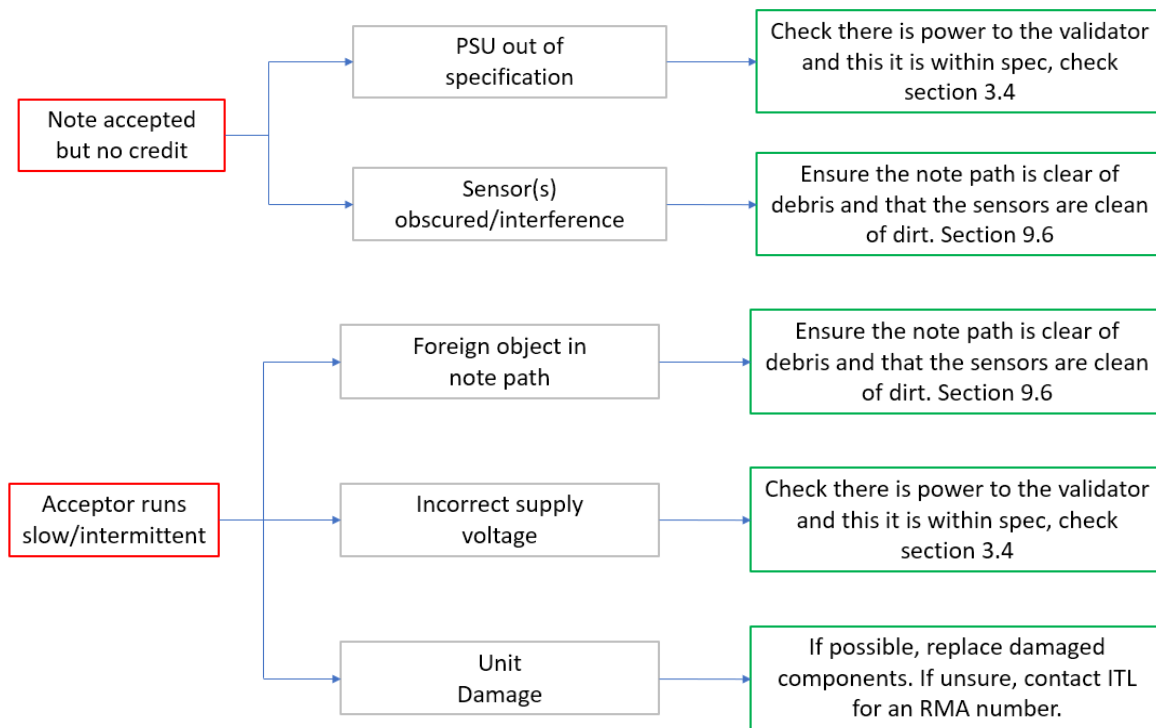 Note accepted
but no credit
PSU out of
specification
Check there is power to the validator
and this it is within spec, check
section 3.4
Sensor(s)
obscured/interference
Ensure the note path is clear of
debris and that the sensors are clean
of dirt. Section 9.6
Acceptor runs
slow/intermittent
Foreign object in
note path
Ensure the note path is clear of
debris and that the sensors are clean
of dirt. Section 9.6
Incorrect supply
voltage
Check there is power to the validator
and this it is within spec, check
section 3.4
Unit
Damage
If possible, replace damaged
components. If unsure, contact ITL
for an RMA number.